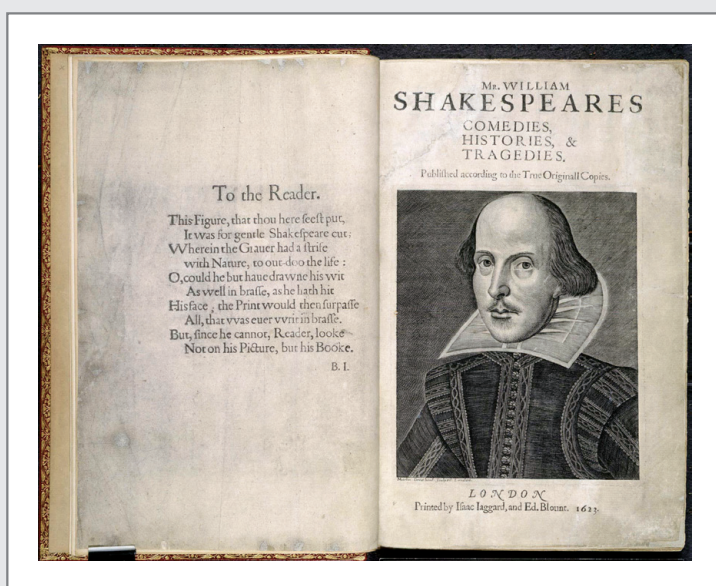 To the Reader.
This Figure, that thou here ſeeſt put,
It was for gentle Shakeſpeare cut;
Wherein the Grauer had a ſtrife
with Nature, to out-doo the life :
O, could he but haue drawne his wit
As well in braſſe, as he hath hit
His face ; the Print would then ſurpaſſe
All, that vvas euer vvrit in braſſe.
But, ſince he cannot, Reader, looke
Not on his Picture, but his Booke.
B. I.
Mr. WILLIAM
SHAKESPEARES
COMEDIES,
HISTORIES, &
TRAGEDIES.
Publiſhed according to the True Originall Copies.
LONDON
Printed by Iſaac Iaggard, and Ed. Blount. 1623.